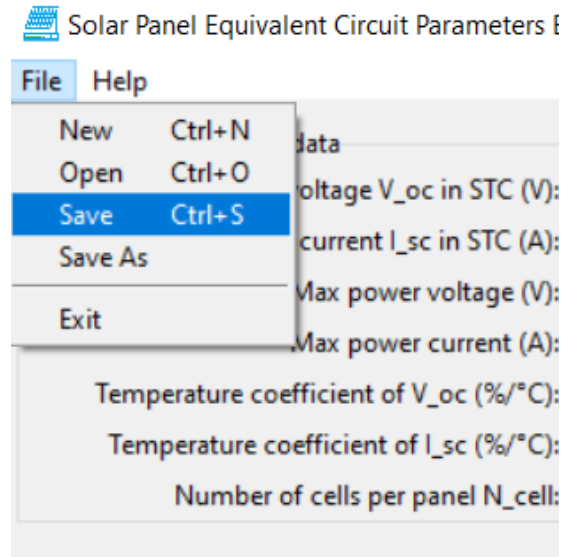 Solar Panel Equivalent Circuit Parameters
File Help
New Ctrl+N
data
Open Ctrl+O
voltage V_oc in STC (V):
Save Ctrl+S
current I_sc in STC (A):
Save As
Max power voltage (V):
Exit
Max power current (A):
Temperature coefficient of V_oc (%/°C):
Temperature coefficient of I_sc (%/°C):
Number of cells per panel N_cell: